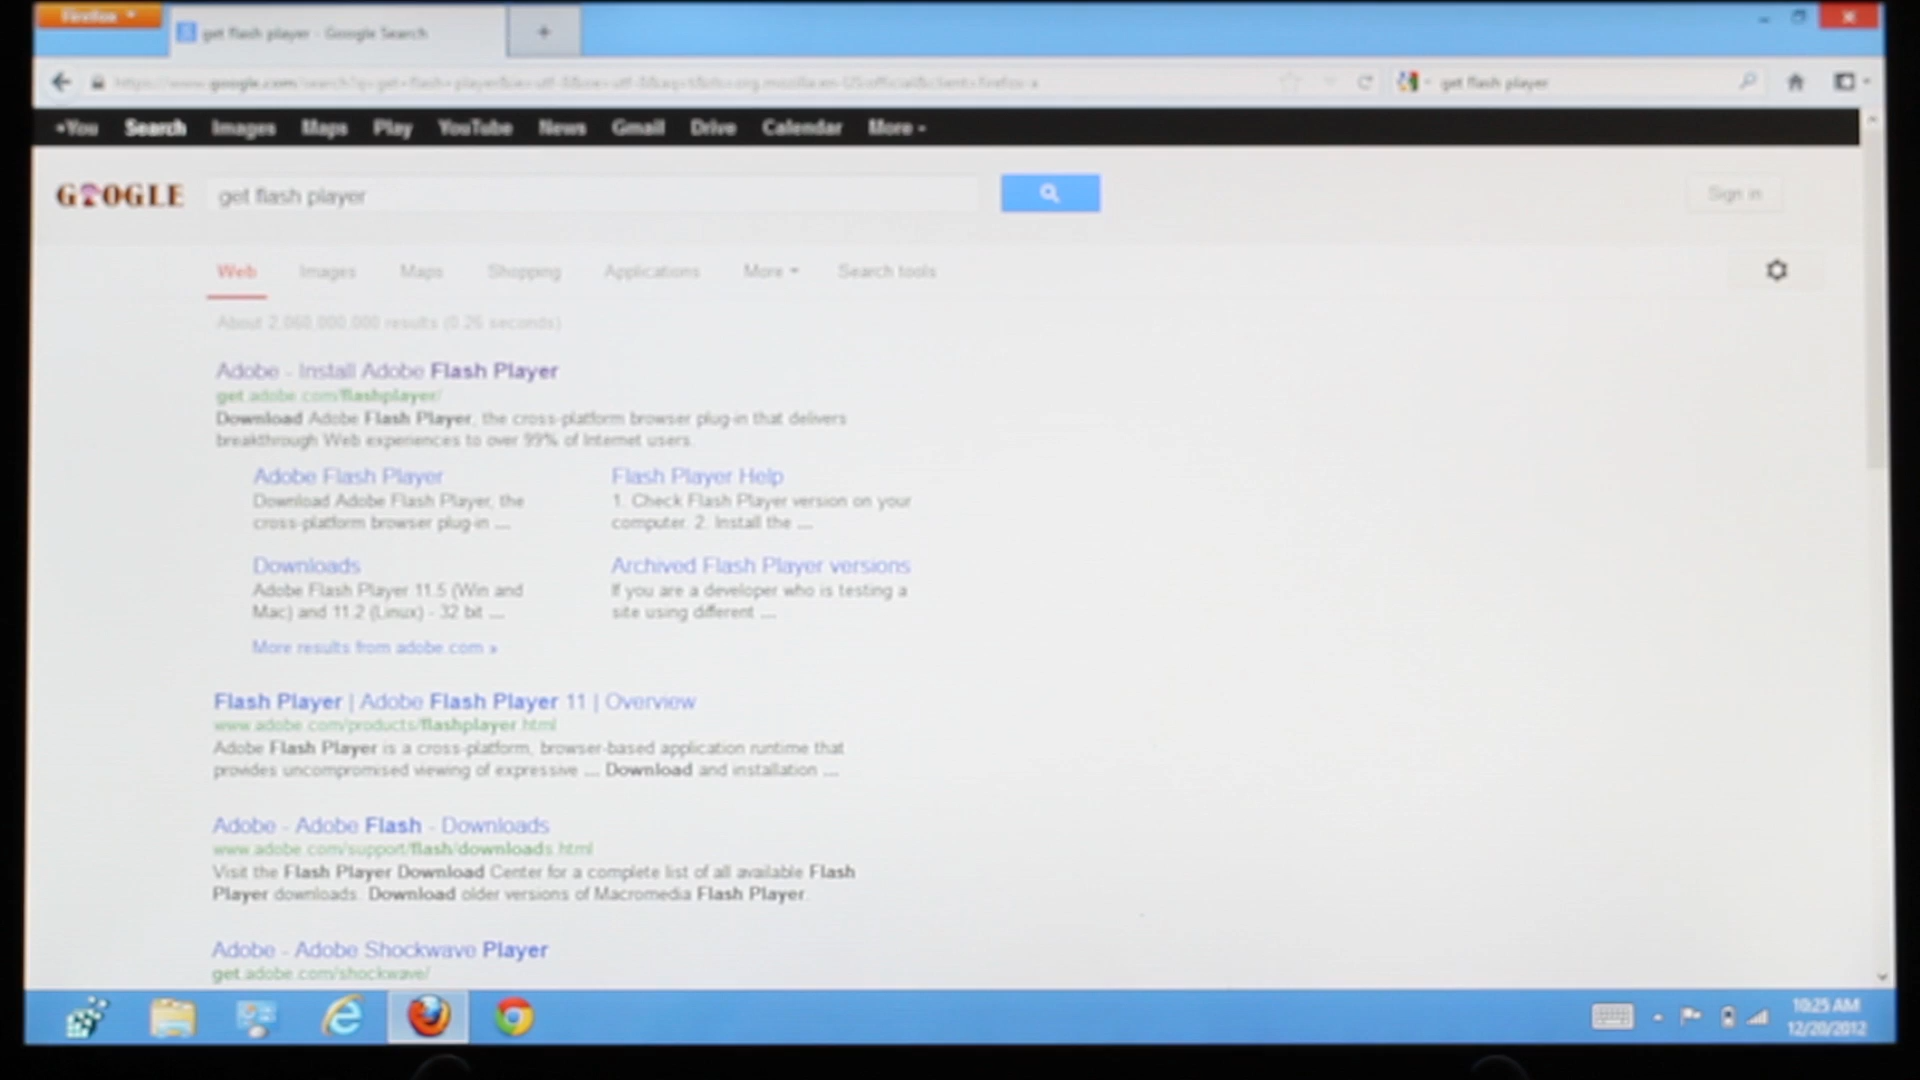 Firefox
get flash player - Google Search
+
get flash player
+You Search Images Maps Play YouTube News Gmail Drive Calendar More
GOOGLE get flash player Sign in
Web Images Maps Shopping Applications More Search tools
About 2,060,000,000 results (0.26 seconds)
Adobe - Install Adobe Flash Player
get.adobe.com/flashplayer/
Download Adobe Flash Player, the cross-platform browser plug-in that delivers
breakthrough Web experiences to over 99% of Internet users.
Adobe Flash Player
Download Adobe Flash Player, the
cross-platform browser plug-in ...
Flash Player Help
1. Check Flash Player version on your
computer. 2. Install the ...
Downloads
Adobe Flash Player 11.5 (Win and
Mac) and 11.2 (Linux) - 32 bit ...
Archived Flash Player versions
If you are a developer who is testing a
site using different ...
More results from adobe.com »
Flash Player | Adobe Flash Player 11 | Overview
www.adobe.com/products/flashplayer.html
Adobe Flash Player is a cross-platform, browser-based application runtime that
provides uncompromised viewing of expressive ... Download and installation ...
Adobe - Adobe Flash - Downloads
www.adobe.com/support/flash/downloads.html
Visit the Flash Player Download Center for a complete list of all available Flash
Player downloads. Download older versions of Macromedia Flash Player.
Adobe - Adobe Shockwave Player
get.adobe.com/shockwave/
10:25 AM
12/20/2012